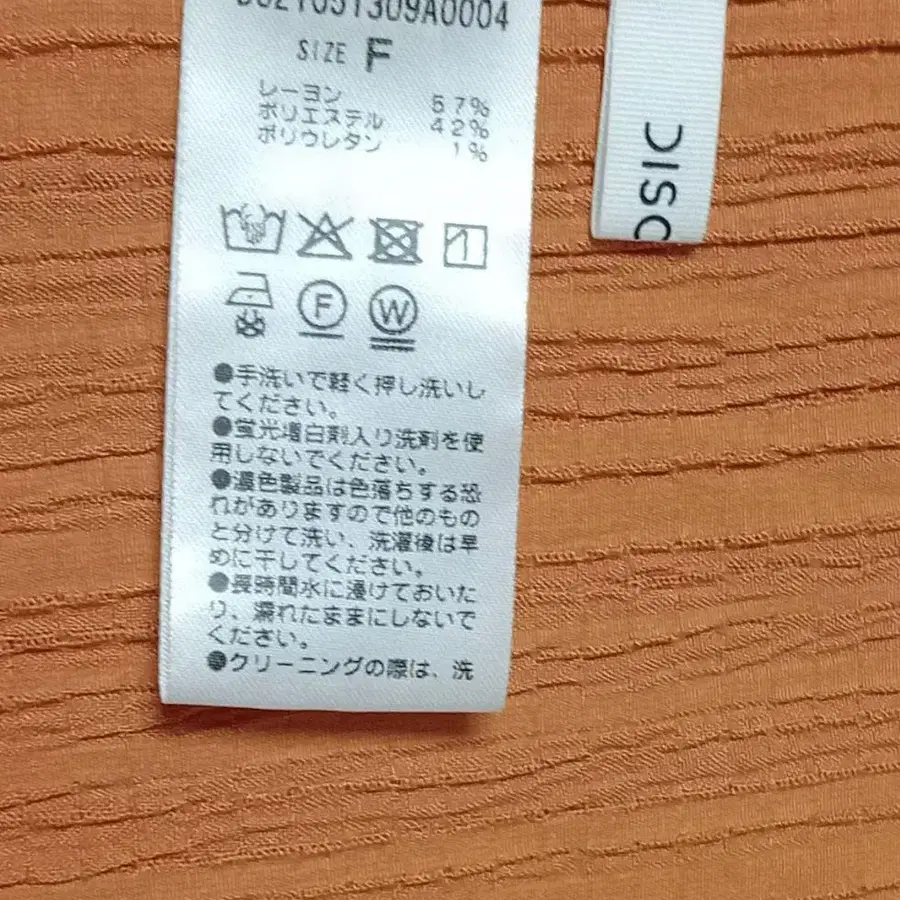 SIZE F
レーヨン 57%
ポリエステル 42%
ポリウレタン 1%
F
W
●手洗いで軽く押し洗いし
てください。
●蛍光増白剤入り洗剤を使
用しないでください。
●濃色製品は色落ちする恐
れがありますので他のもの
と分けて洗い、洗濯後は早
めに干してください。
●長時間水に浸けておいた
り、濡れたままにしないで
ください。
●クリーニングの際は、洗
OSIC